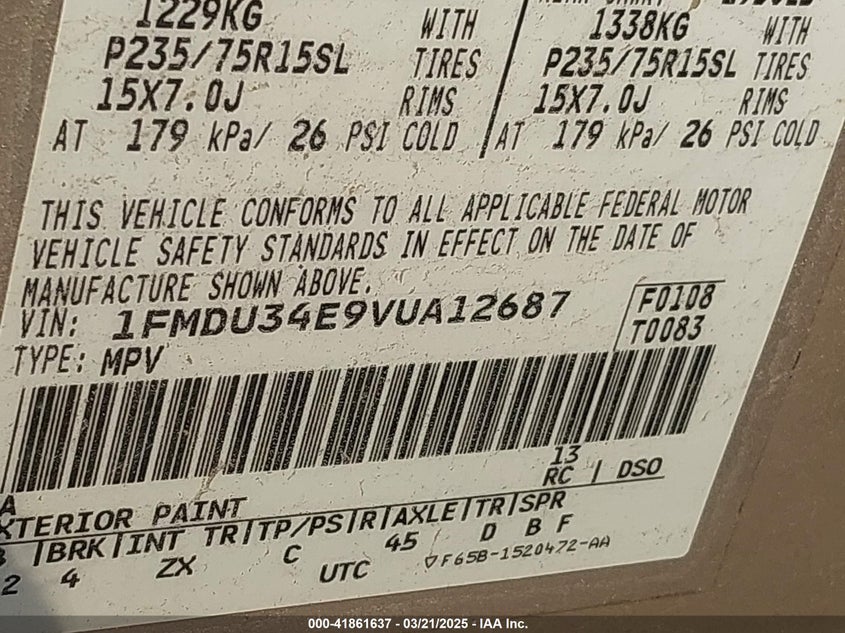 1229KG WITH 1338KG WITH
P235/75R15SL TIRES P235/75R15SL TIRES
15X7.0J RIMS 15X7.0J RIMS
AT 179 kPa/ 26 PSI COLD AT 179 kPa/ 26 PSI COLD
THIS VEHICLE CONFORMS TO ALL APPLICABLE FEDERAL MOTOR
VEHICLE SAFETY STANDARDS IN EFFECT ON THE DATE OF
MANUFACTURE SHOWN ABOVE.
VIN: 1FMDU34E9VUA12687 F0108
TYPE: MPV T0083
13
RC DSO
EXTERIOR PAINT
BRK INT TR TP/PS R AXLE TR SPR
2 4 ZX C 45 D B F
UTC ▽F65B-1520472-AA
000-41861637 - 03/21/2025 - IAA Inc.